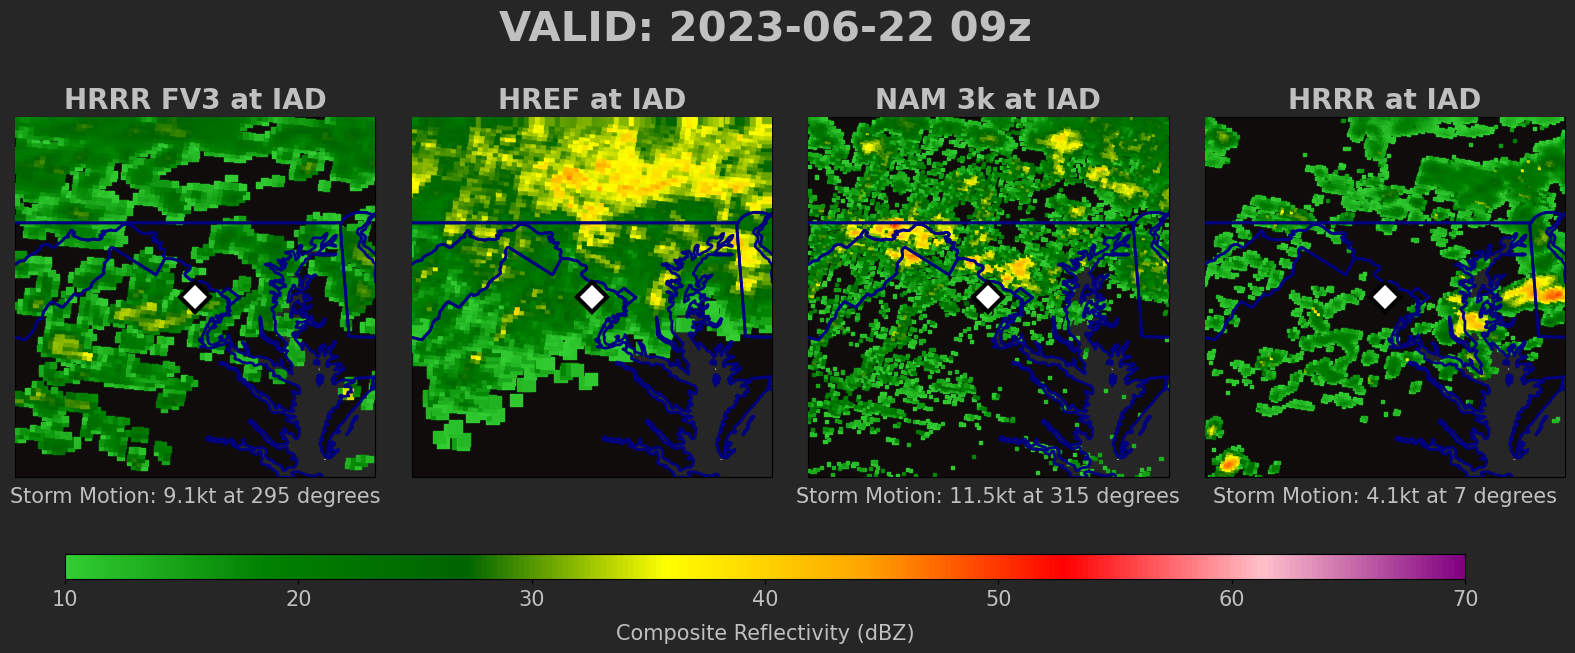 VALID: 2023-06-22 09z
HRRR FV3 at IAD
HREF at IAD
NAM 3k at IAD
HRRR at IAD
Storm Motion: 9.1kt at 295 degrees
Storm Motion: 11.5kt at 315 degrees
Storm Motion: 4.1kt at 7 degrees
10 20 30 40 50 60 70
Composite Reflectivity (dBZ)